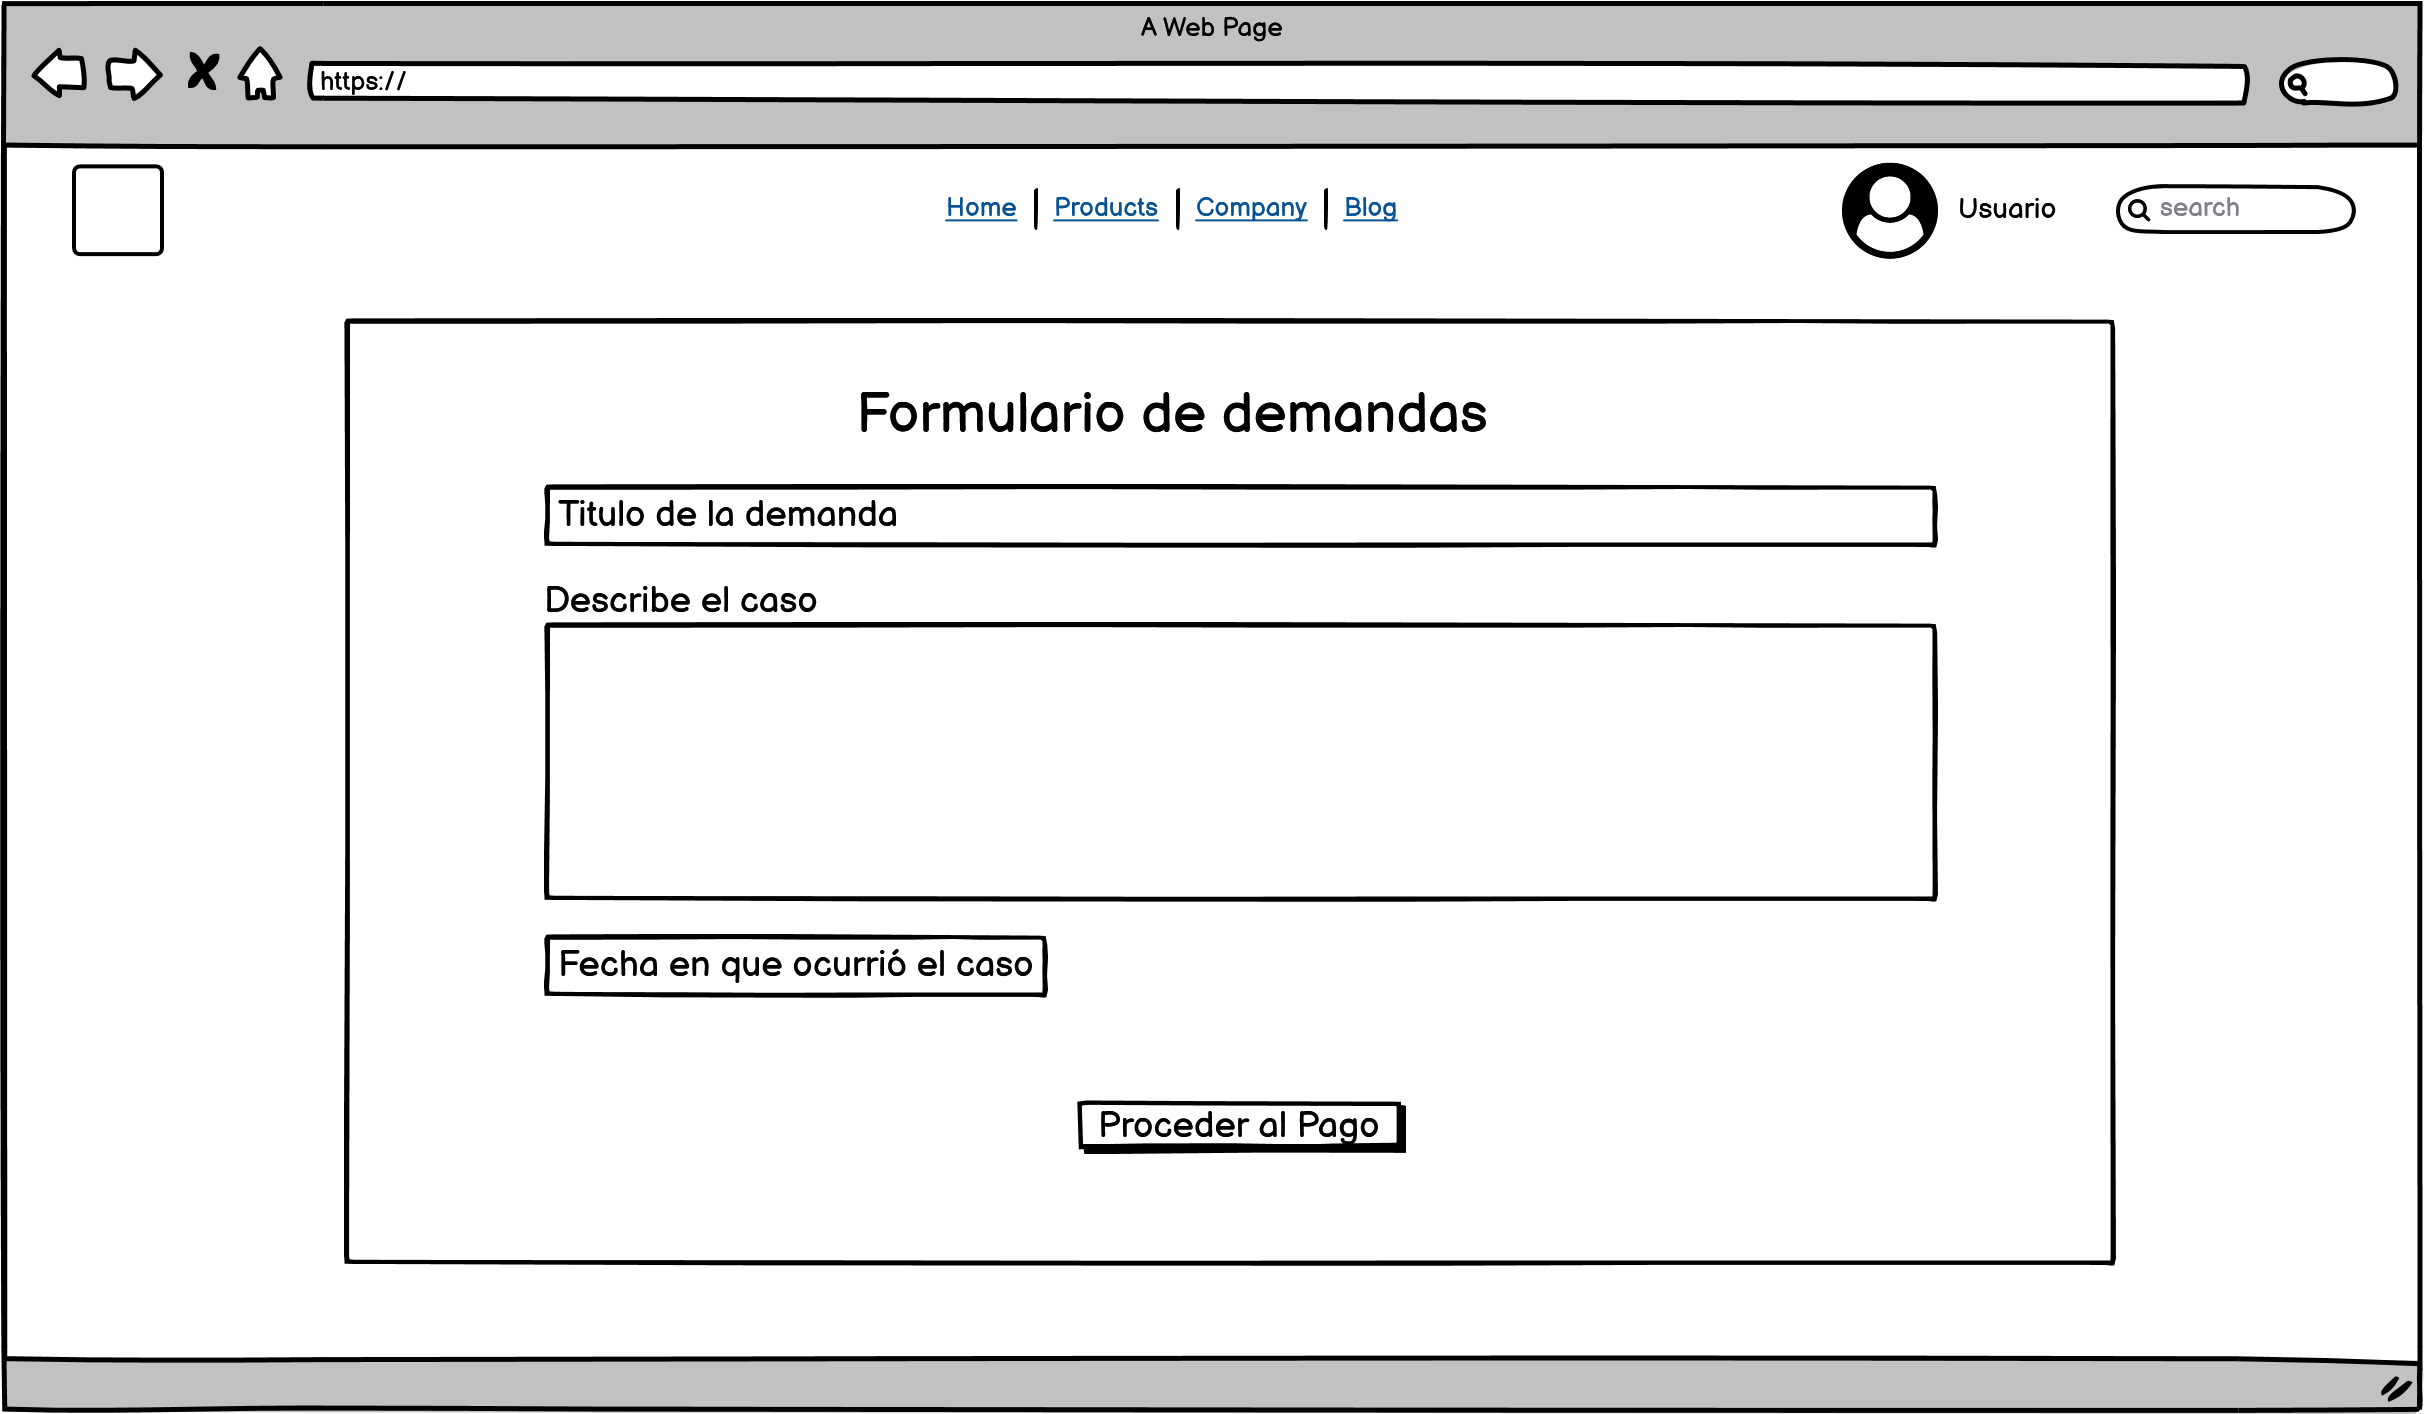 A Web Page
https://
Home Products Company Blog Usuario search
Formulario de demandas
Titulo de la demanda
Describe el caso
Fecha en que ocurrió el caso
Proceder al Pago